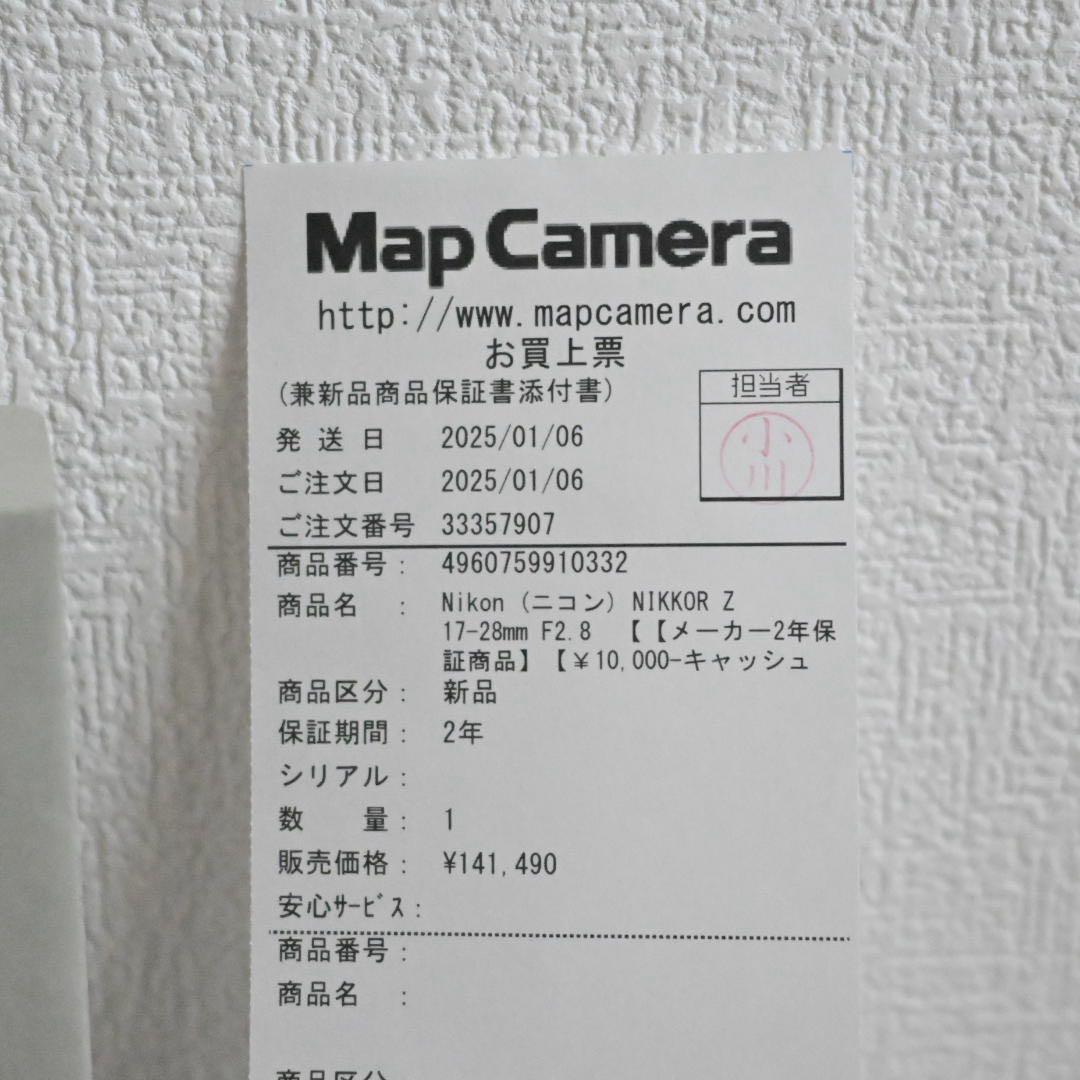 Map Camera
http://www.mapcamera.com
お買上票
(兼新品商品保証書添付書)
担当者
小川
発 送 日 2025/01/06
ご注文日 2025/01/06
ご注文番号 33357907
商品番号: 4960759910332
商品名 : Nikon (ニコン) NIKKOR Z
17-28mm F2.8 【【メーカー2年保
証商品】【¥10,000-キャッシュ
商品区分: 新品
保証期間: 2年
シリアル:
数 量: 1
販売価格: ¥141,490
安心ｻｰﾋﾞｽ:
商品番号:
商品名 :
商品区分